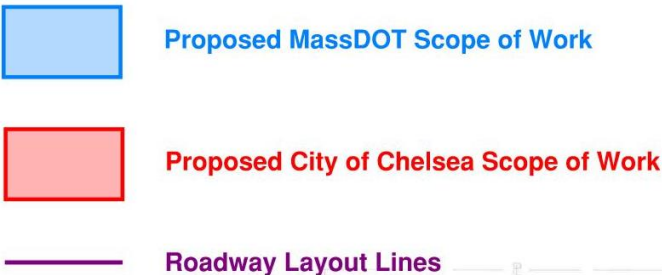 Proposed MassDOT Scope of Work
Proposed City of Chelsea Scope of Work
Roadway Layout Lines